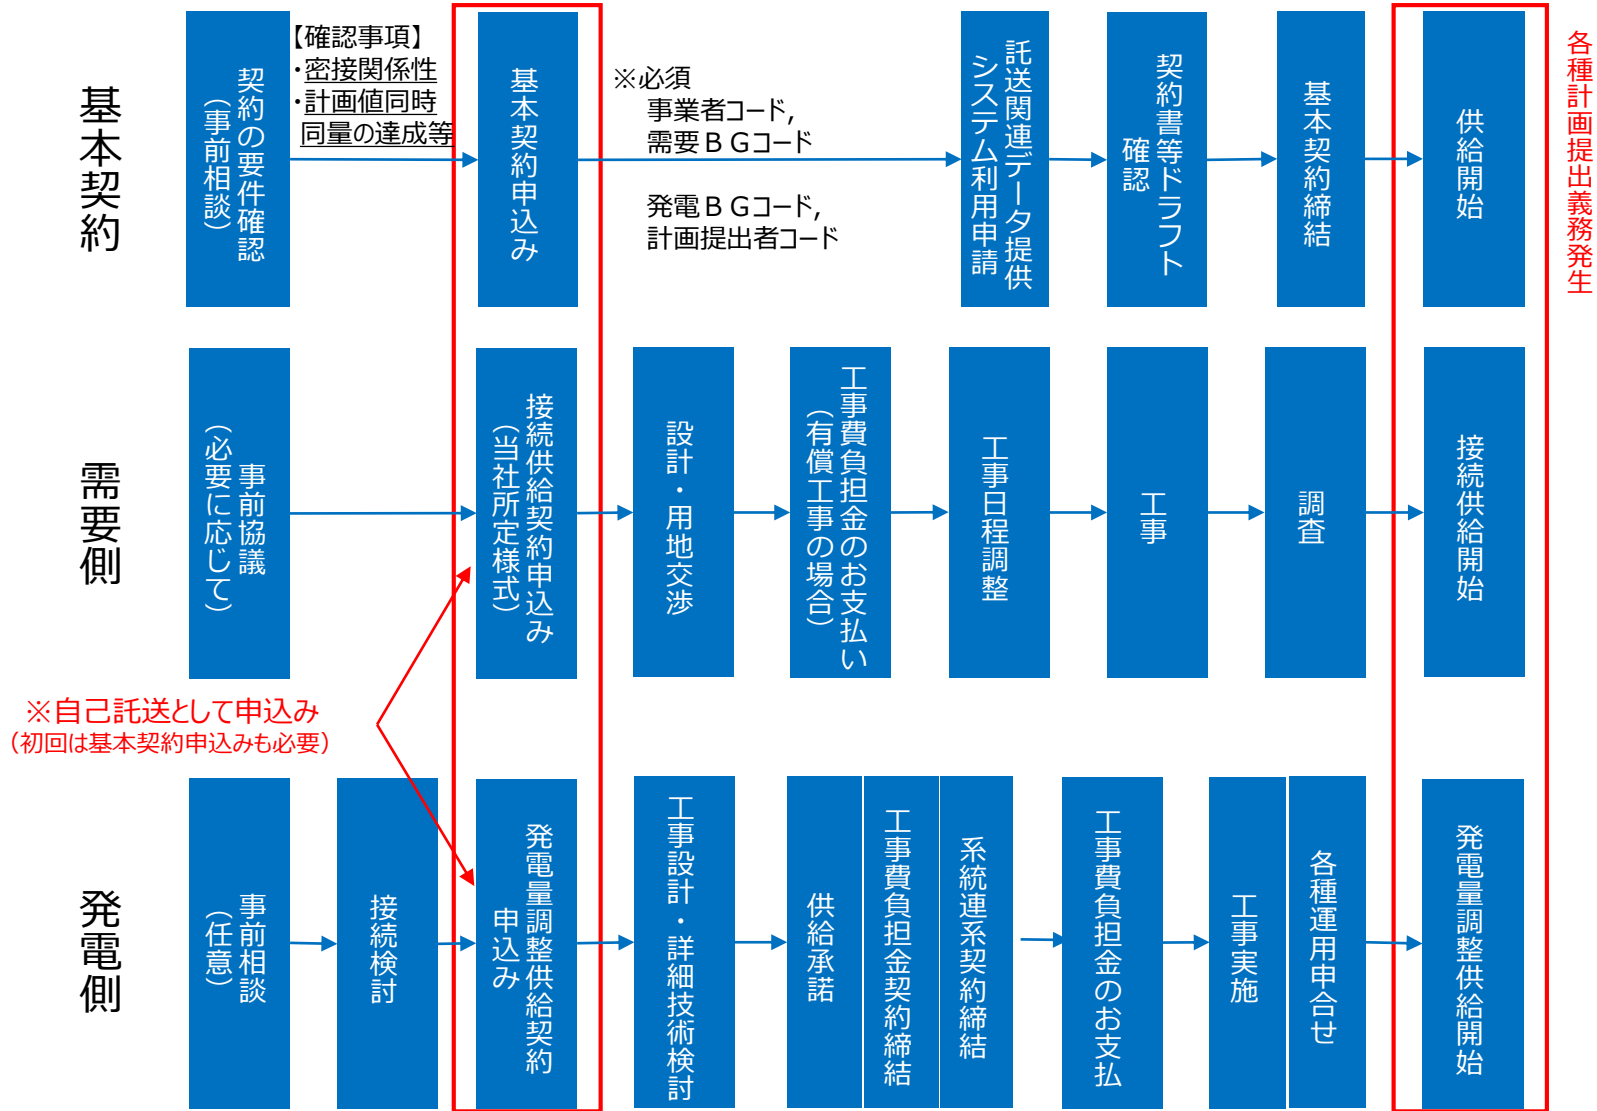 基本契約
契約の要件確認
（事前相談）
【確認事項】
・密接関係性
・計画値同時
同量の達成等
基本契約申込み
※必須
事業者コード,
需要ＢＧコード
発電ＢＧコード,
計画提出者コード
託送関連データ提供
システム利用申請
契約書等ドラフト
確認
基本契約締結
供給開始
各種計画提出義務発生
需要側
事前協議
（必要に応じて）
接続供給契約申込み
（当社所定様式）
設計・用地交渉
工事費負担金のお支払い
（有償工事の場合）
工事日程調整
工事
調査
接続供給開始
※自己託送として申込み
（初回は基本契約申込みも必要）
発電側
事前相談
（任意）
接続検討
発電量調整供給契約
申込み
工事設計・詳細技術検討
供給承諾
工事費負担金契約締結
系統連系契約締結
工事費負担金のお支払
工事実施
各種運用申合せ
発電量調整供給開始